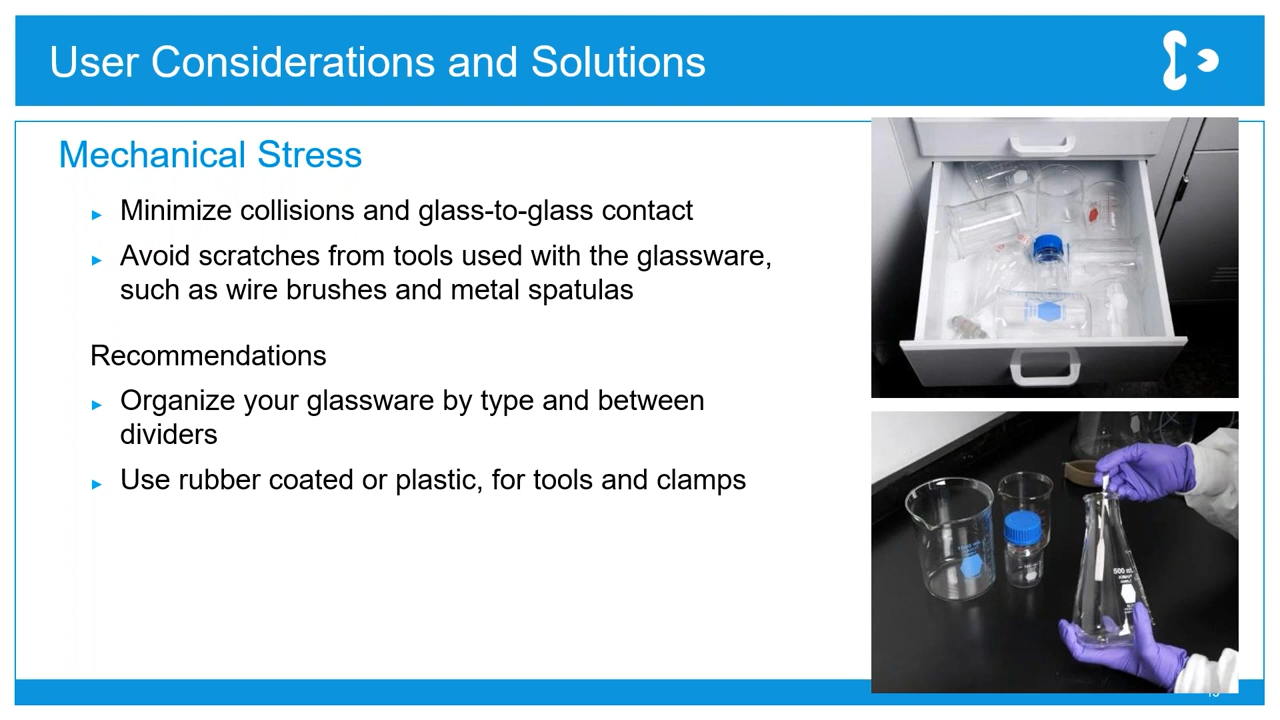 User Considerations and Solutions
Mechanical Stress
Minimize collisions and glass-to-glass contact
Avoid scratches from tools used with the glassware,
such as wire brushes and metal spatulas
Recommendations
Organize your glassware by type and between
dividers
Use rubber coated or plastic, for tools and clamps
500 mL